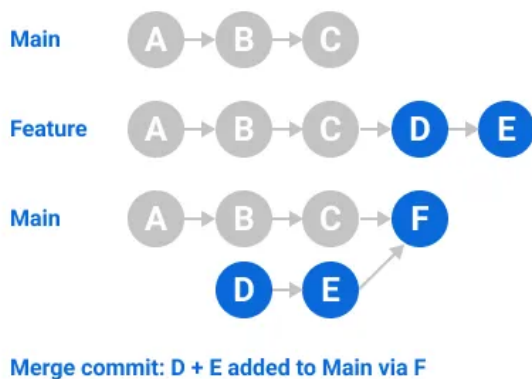 Main A B C
Feature A B C D E
Main A B C F
D E
Merge commit: D + E added to Main via F